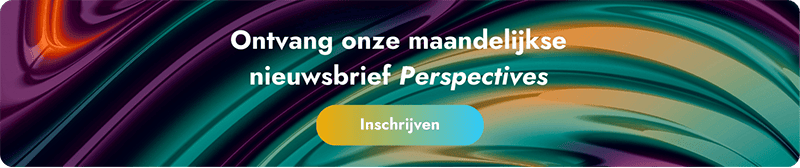 Ontvang onze maandelijkse
nieuwsbrief Perspectives
Inschrijven